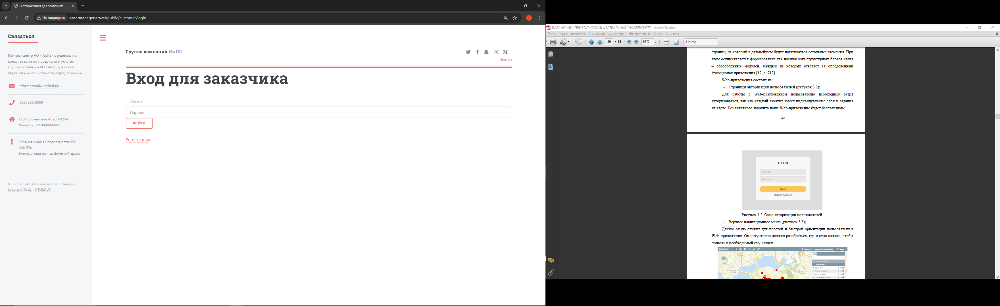 Авторизация для заказчика
Не защищено
ordermanagerlaravel/public/customer/login
T
Связаться
Контакт-центр АО «ИжПЗ» осуществляет
консультации по продукции и услугам
группы компаний АО «ИжПЗ», а также
обработку жалоб, отзывов и предложений.
information@untitled.tld
(000) 000-0000
1234 Somewhere Road #8254
Nashville, TN 00000-0000
Горячая линия безопасности АО
«ИжПЗ»
Электронная почта: doverie@izpz.ru
© Untitled. All rights reserved. Demo Images:
Unsplash. Design: HTML5 UP.
Группа компаний ИжПЗ
Выйти
Вход для заказчика
Логин
Пароль
ВОЙТИ
Регистрация
КАЗАНСКИЙ (ПРИВОЛЖСКИЙ) ФЕДЕРАЛЬНЫЙ УНИВЕРСИТЕТ - Adobe Reader
Файл Редактирование Просмотр Документ Инструменты Окно Справка
26 / 88 67% Найти
страниц, на который в дальнейшем будут натягиваться остальные элементы. При
этом осуществляется формирование так называемых структурных блоков сайта
– обособленных модулей, каждый из которых отвечает за определенный
функционал приложения [12, с. 712].
Web-приложения состоит из:
- Страницы авторизации пользователей (рисунок 3.2);
Для работы с Web-приложением пользователю необходимо будет
авторизоваться, так как каждый аккаунт имеет индивидуальные слои и задания
на карте. Без активного аккаунта наше Web-приложение будет бесполезным.
25
ВХОД
Логин
Пароль
Вход
Забыли пароль?
Рисунок 3.2. Окно авторизации пользователей.
- Верхнее навигационное меню (рисунок 3.3);
Данное меню служит для простой и быстрой ориентации пользователя в
Web-приложения. Он интуитивно должен разобраться, где и куда нажать, чтобы
попасть в необходимый ему раздел.
MapEditor